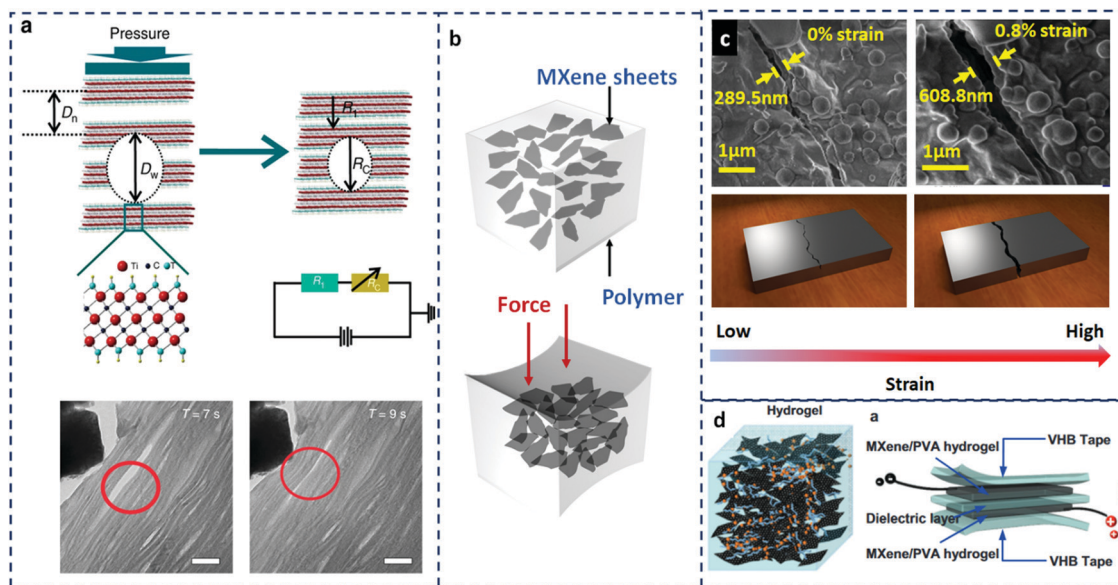 a
Pressure
Dn
Dw
R1
RC
Ti C T
R1
RC
T = 7 s
T = 9 s
b
MXene sheets
Polymer
Force
c
0% strain
289.5nm
1μm
0.8% strain
608.8nm
1μm
Low
High
Strain
d
Hydrogel
a
MXene/PVA hydrogel
VHB Tape
Dielectric layer
MXene/PVA hydrogel
VHB Tape